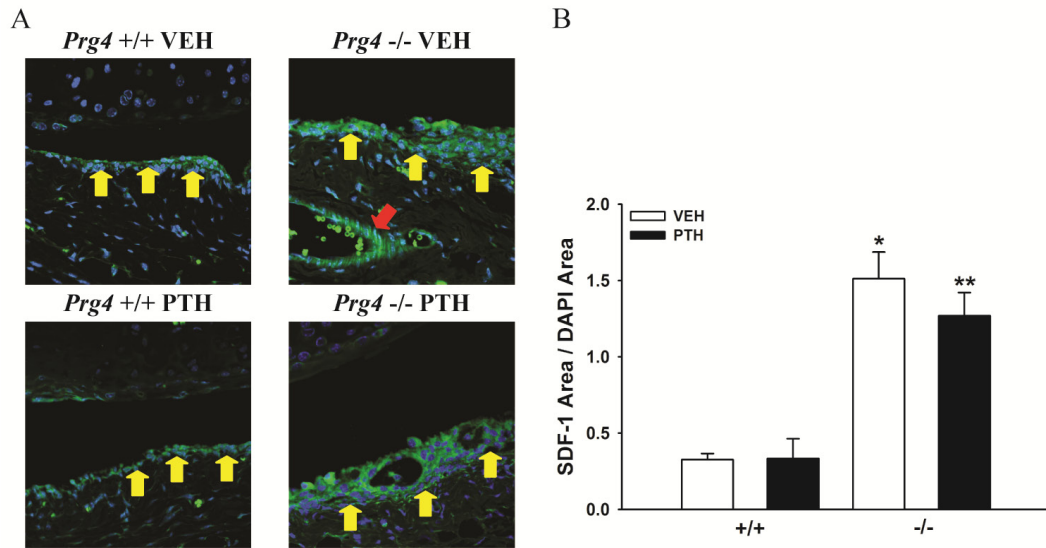 A
B
Prg4 +/+ VEH
Prg4 -/- VEH
Prg4 +/+ PTH
Prg4 -/- PTH
SDF-1 Area / DAPI Area
2.0
1.5
1.0
0.5
0.0
VEH
PTH
*
**
+/+
-/-